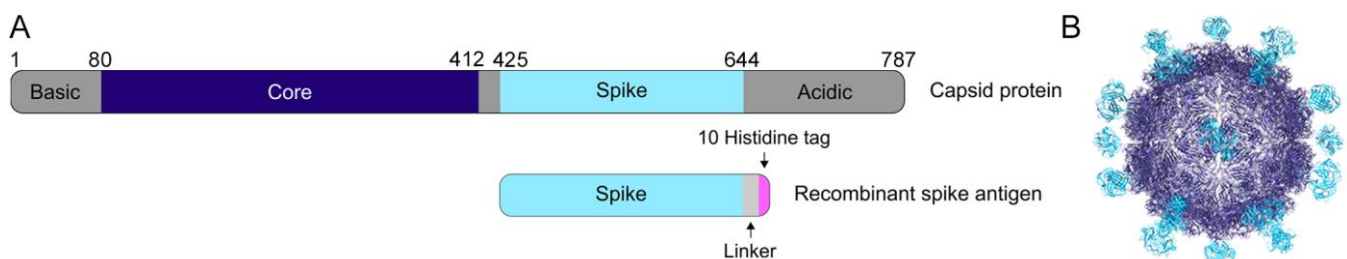 A
B
1 80 412 425 644 787
Basic Core Spike Acidic Capsid protein
10 Histidine tag
Spike Recombinant spike antigen
Linker